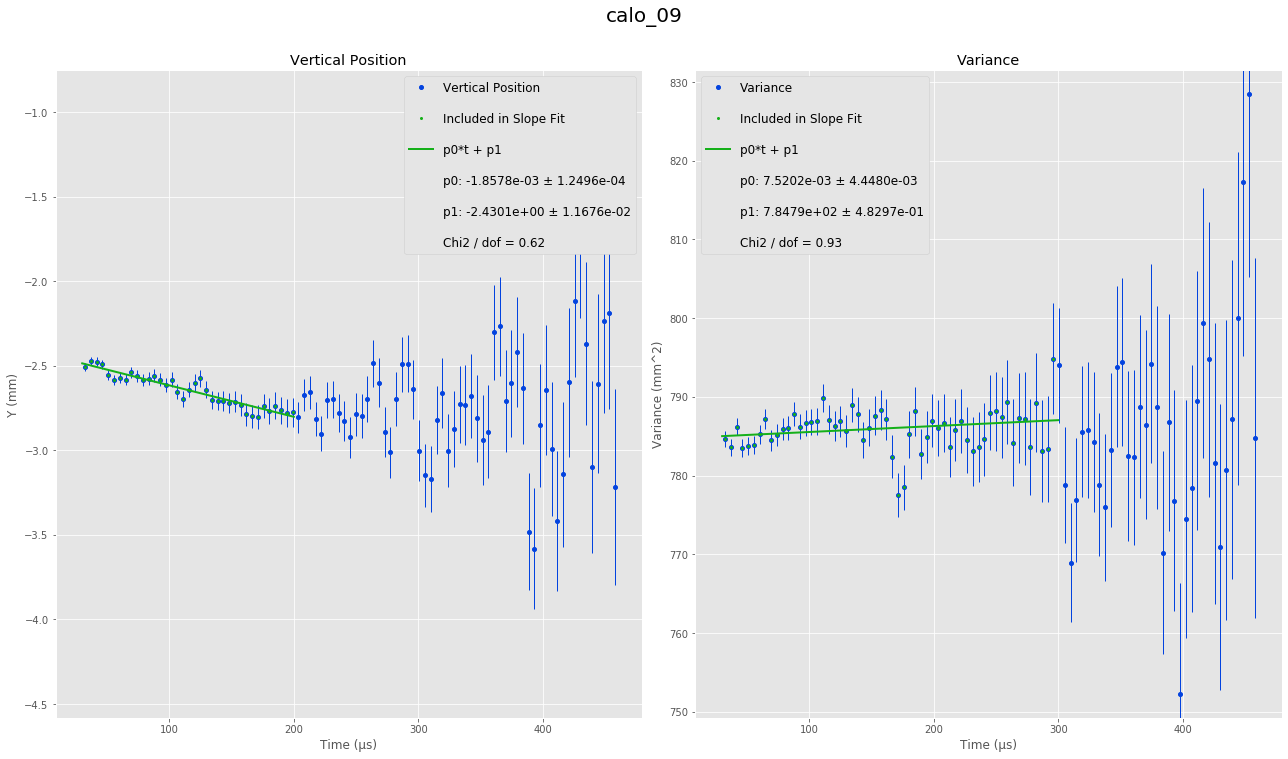 calo_09
Vertical Position
Vertical Position
Included in Slope Fit
p0*t + p1
p0: -1.8578e-03 ± 1.2496e-04
p1: -2.4301e+00 ± 1.1676e-02
Chi2 / dof = 0.62
Y (mm)
−1.0
−1.5
−2.0
−2.5
−3.0
−3.5
−4.0
−4.5
100
200
300
400
Time (μs)
Variance
Variance
Included in Slope Fit
p0*t + p1
p0: 7.5202e-03 ± 4.4480e-03
p1: 7.8479e+02 ± 4.8297e-01
Chi2 / dof = 0.93
Variance (mm^2)
830
820
810
800
790
780
770
760
750
100
200
300
400
Time (μs)